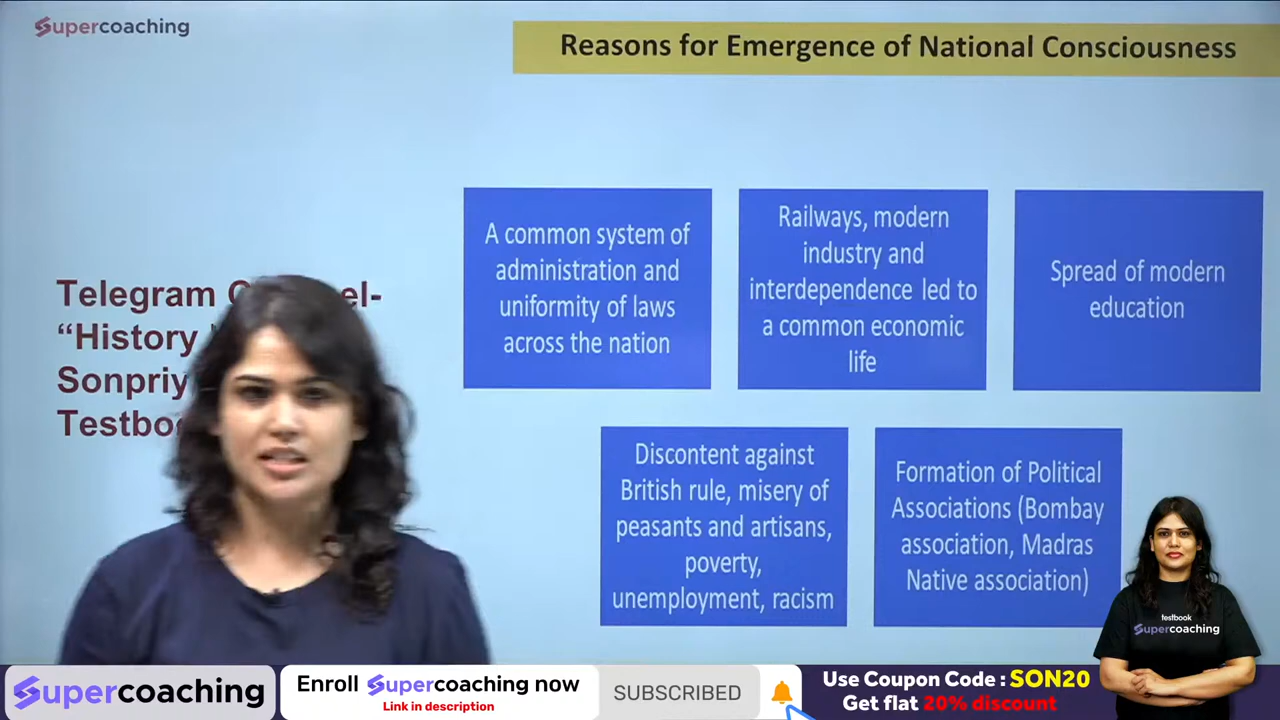 Supercoaching
Reasons for Emergence of National Consciousness
A common system of
administration and
uniformity of laws
across the nation
Railways, modern
industry and
interdependence led to
a common economic
life
Spread of modern
education
Telegram
“History
Discontent against
British rule, misery of
peasants and artisans,
poverty,
unemployment, racism
Formation of Political
Associations (Bombay
association, Madras
Native association)
testbook
Supercoaching
Supercoaching
Enroll Supercoaching now
Link in description
SUBSCRIBED
Use Coupon Code : SON20
Get flat 20% discount